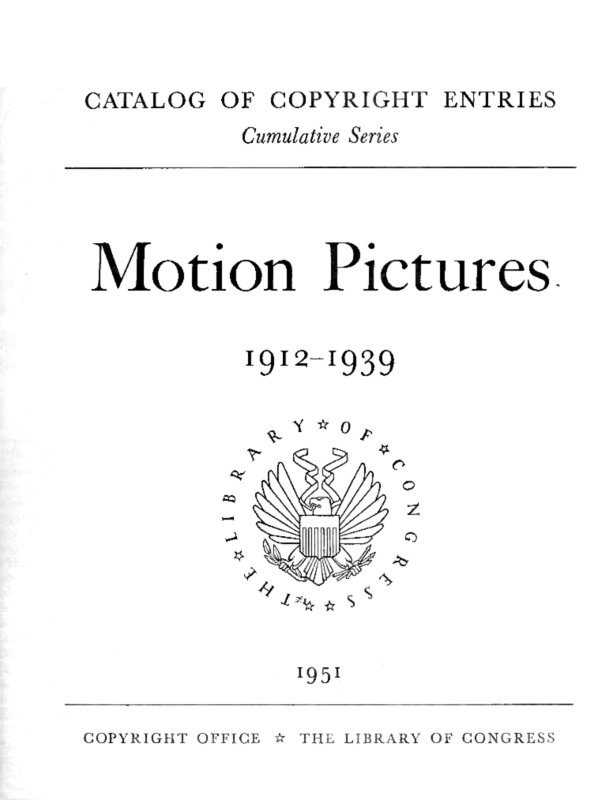 CATALOG OF COPYRIGHT ENTRIES
Cumulative Series
Motion Pictures
1912–1939
THE ☆ LIBRARY ☆ OF ☆ CONGRESS ☆ ☆
1951
COPYRIGHT OFFICE ☆ THE LIBRARY OF CONGRESS